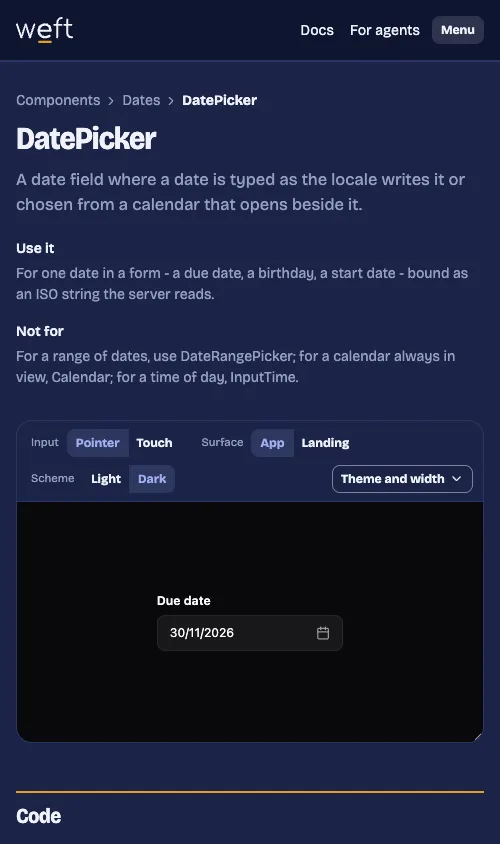 weft
Docs
For agents
Menu
Components > Dates > DatePicker
DatePicker
A date field where a date is typed as the locale writes it or
chosen from a calendar that opens beside it.
Use it
For one date in a form - a due date, a birthday, a start date - bound as
an ISO string the server reads.
Not for
For a range of dates, use DateRangePicker; for a calendar always in
view, Calendar; for a time of day, InputTime.
Input Pointer Touch Surface App Landing
Scheme Light Dark Theme and width
Due date
30/11/2026
Code